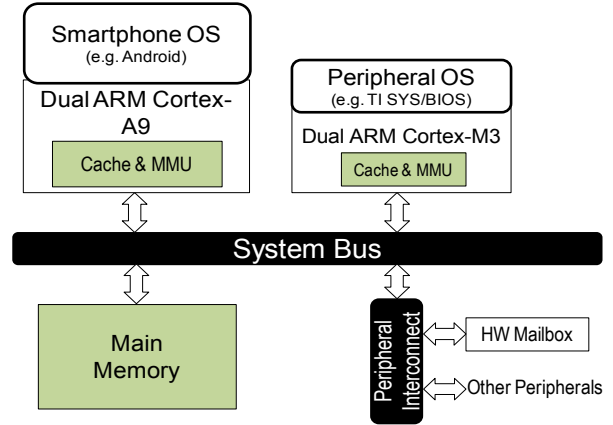 Smartphone OS
(e.g. Android)
Dual ARM Cortex-
A9
Cache & MMU
Peripheral OS
(e.g. TI SYS/BIOS)
Dual ARM Cortex-M3
Cache & MMU
System Bus
Main
Memory
Peripheral
Interconnect
HW Mailbox
Other Peripherals